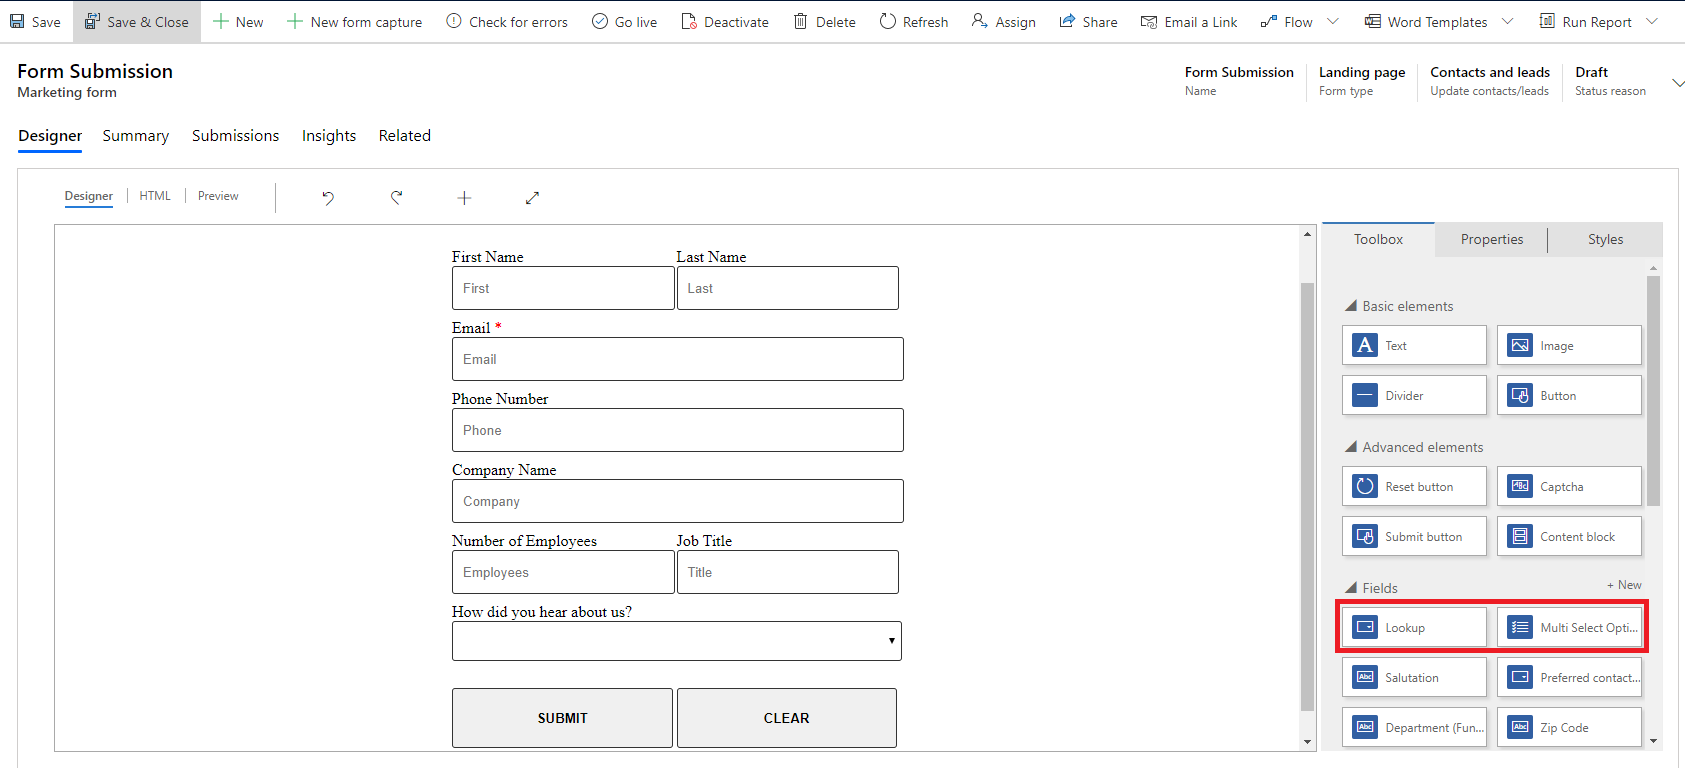 Save Save & Close New New form capture Check for errors Go live Deactivate Delete Refresh Assign Share Email a Link Flow Word Templates Run Report
Form Submission
Marketing form
Form Submission Landing page Contacts and leads Draft
Name Form type Update contacts/leads Status reason
Designer Summary Submissions Insights Related
Designer HTML Preview
Toolbox Properties Styles
First Name Last Name
First Last
Email *
Email
Phone Number
Phone
Company Name
Company
Number of Employees Job Title
Employees Title
How did you hear about us?
SUBMIT CLEAR
Basic elements
A Text Image
Divider Button
Advanced elements
Reset button ABc Captcha
Submit button Content block
Fields + New
Lookup Multi Select Opti...
Abc Salutation Preferred contact...
Abc Department (Fun... Abc Zip Code